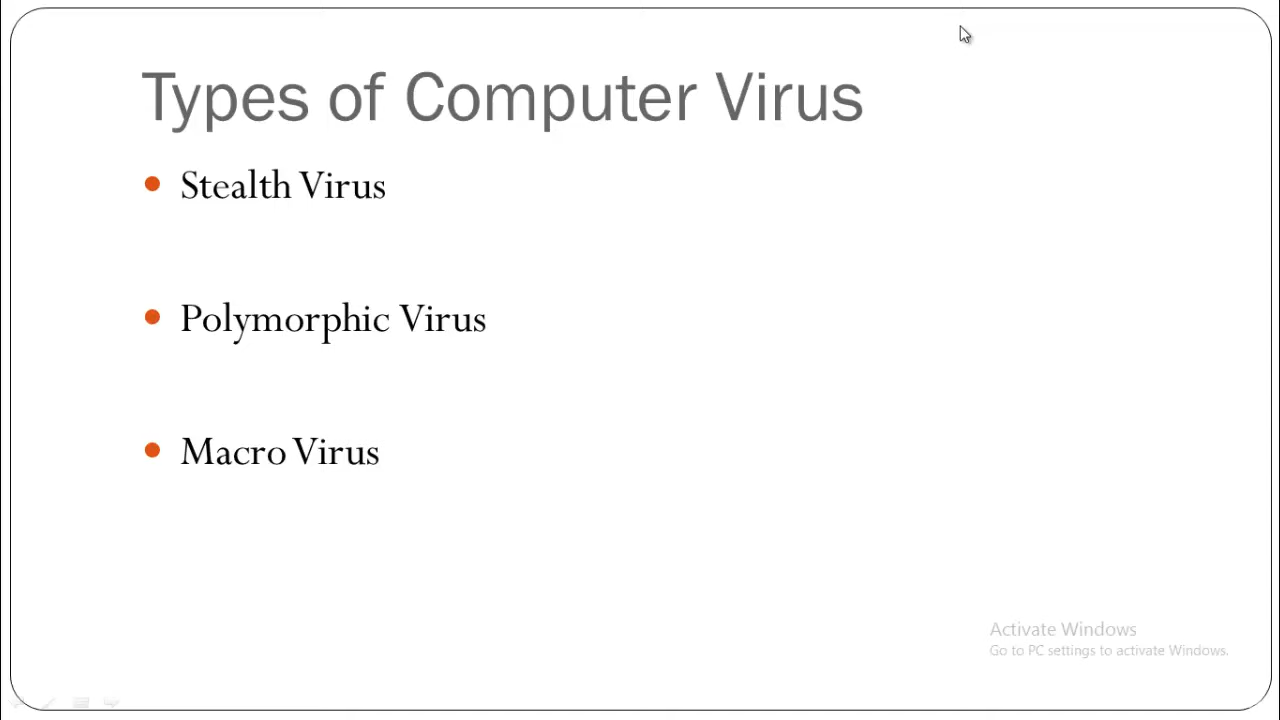 Types of Computer Virus
Stealth Virus
Polymorphic Virus
Macro Virus
Activate Windows
Go to PC settings to activate Windows.